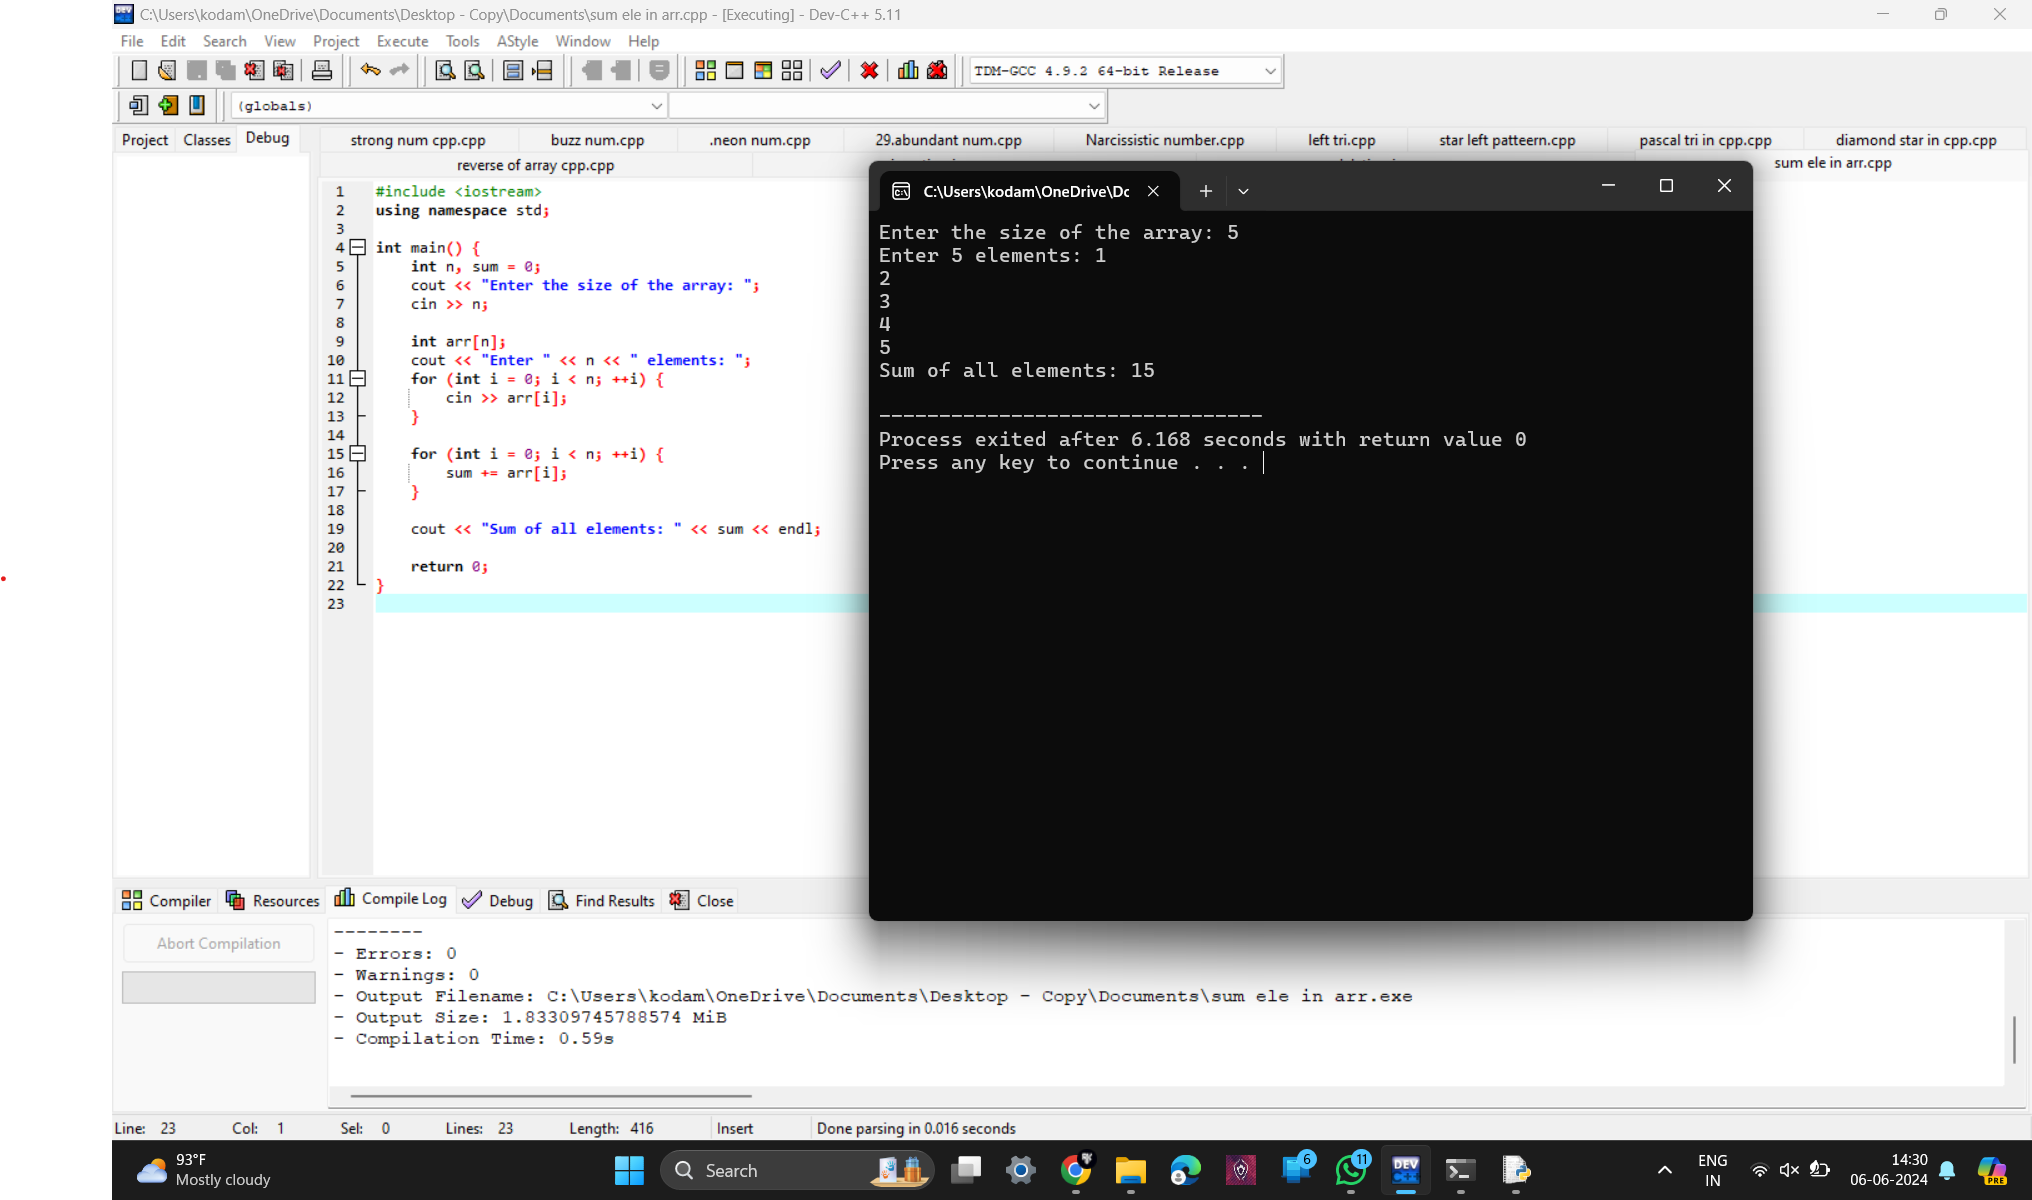 C:\Users\kodam\OneDrive\Documents\Desktop - Copy\Documents\sum ele in arr.cpp - [Executing] - Dev-C++ 5.11
File Edit Search View Project Execute Tools AStyle Window Help
TDM-GCC 4.9.2 64-bit Release
(globals)
Project Classes Debug
strong num cpp.cpp buzz num.cpp .neon num.cpp 29.abundant num.cpp Narcissistic number.cpp left tri.cpp star left patteern.cpp pascal tri in cpp.cpp diamond star in cpp.cpp
reverse of array cpp.cpp sum ele in arr.cpp
1 #include <iostream>
2 using namespace std;
3
4 int main() {
5 int n, sum = 0;
6 cout << "Enter the size of the array: ";
7 cin >> n;
8
9 int arr[n];
10 cout << "Enter " << n << " elements: ";
11 for (int i = 0; i < n; ++i) {
12 cin >> arr[i];
13 }
14
15 for (int i = 0; i < n; ++i) {
16 sum += arr[i];
17 }
18
19 cout << "Sum of all elements: " << sum << endl;
20
21 return 0;
22 }
23
C:\Users\kodam\OneDrive\Dc
Enter the size of the array: 5
Enter 5 elements: 1
2
3
4
5
Sum of all elements: 15
--------------------------------
Process exited after 6.168 seconds with return value 0
Press any key to continue . . .
Compiler Resources Compile Log Debug Find Results Close
Abort Compilation
--------
- Errors: 0
- Warnings: 0
- Output Filename: C:\Users\kodam\OneDrive\Documents\Desktop - Copy\Documents\sum ele in arr.exe
- Output Size: 1.83309745788574 MiB
- Compilation Time: 0.59s
Line: 23 Col: 1 Sel: 0 Lines: 23 Length: 416 Insert Done parsing in 0.016 seconds
93°F
Mostly cloudy
Search
6
11
DEV
C++
PRE
ENG
IN
14:30
06-06-2024